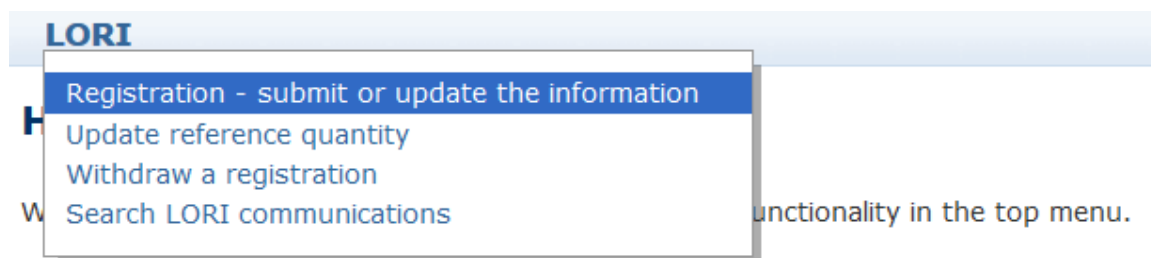 LORI
Registration - submit or update the information
Update reference quantity
Withdraw a registration
Search LORI communications
unctionality in the top menu.